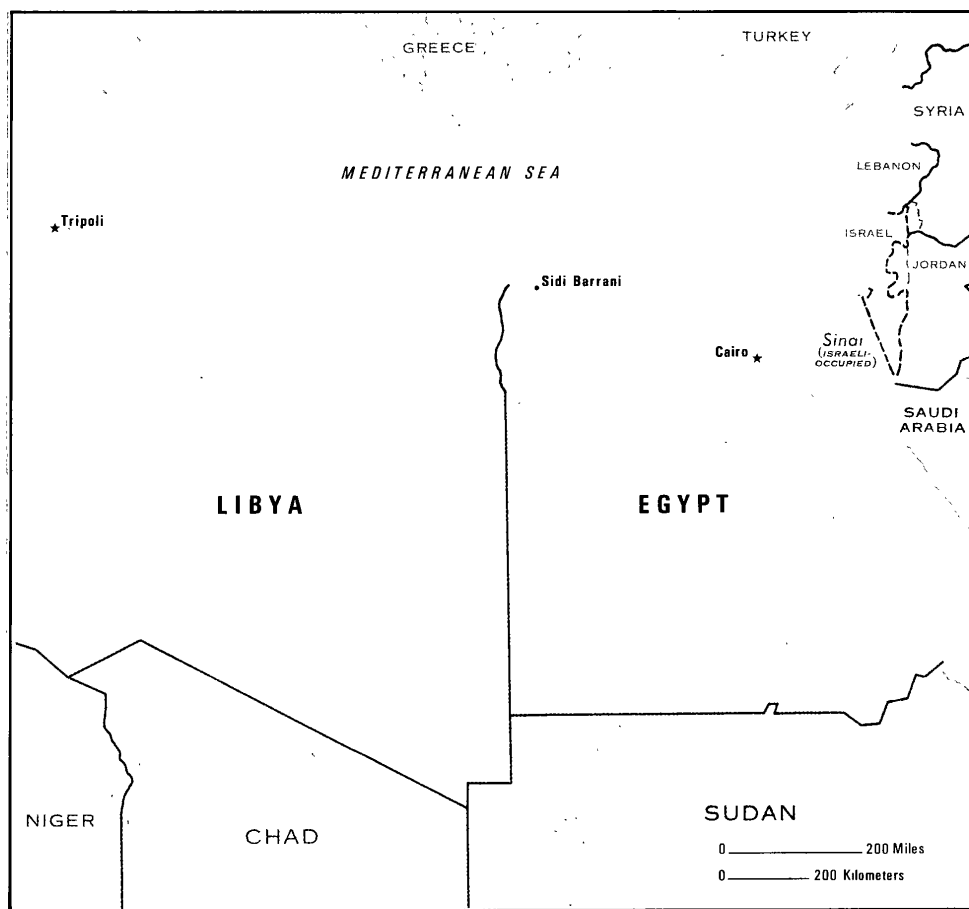 TURKEY
GREECE
SYRIA
MEDITERRANEAN SEA
LEBANON
Tripoli
ISRAEL
JORDAN
Sidi Barrani
Sinai
(ISRAELI-
OCCUPIED)
Cairo
SAUDI
ARABIA
LIBYA
EGYPT
NIGER
CHAD
SUDAN
0 200 Miles
0 200 Kilometers